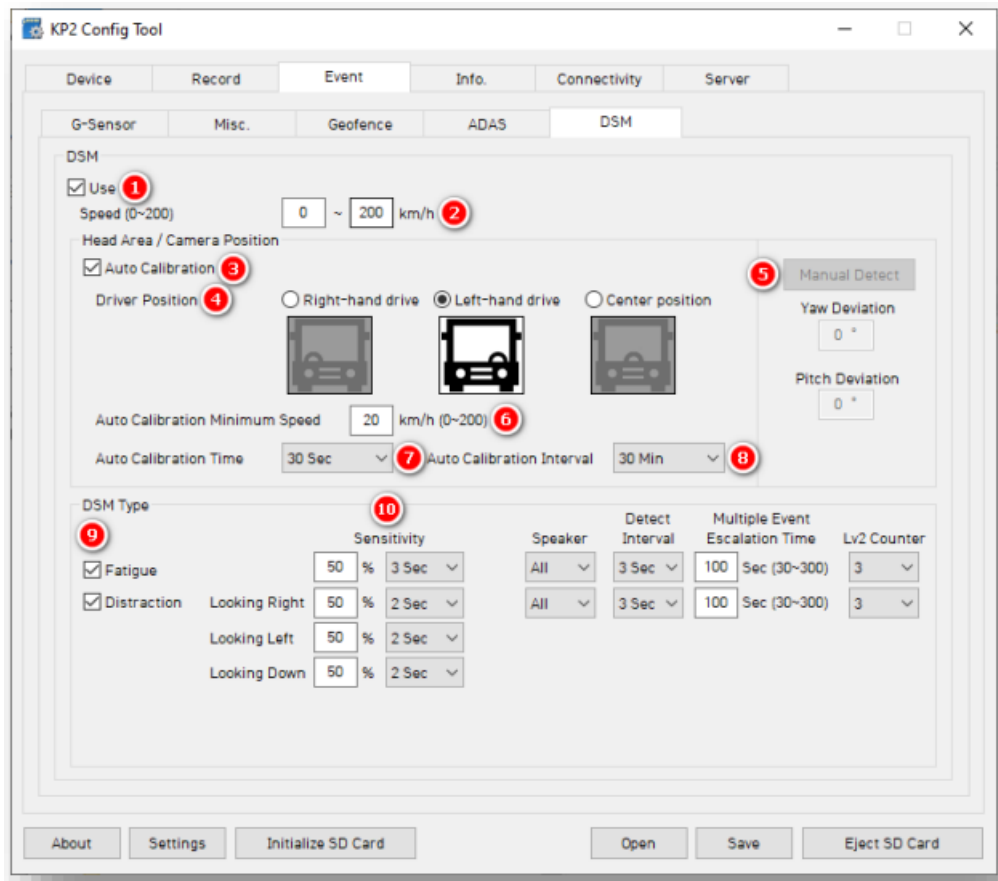 KP2 Config Tool
Device Record Event Info. Connectivity Server
G-Sensor Misc. Geofence ADAS DSM
DSM
Use 1
Speed (0~200) 0 ~ 200 km/h 2
Head Area / Camera Position
Auto Calibration 3
5 Manual Detect
Driver Position 4 Right-hand drive Left-hand drive Center position
Yaw Deviation
0 °
Pitch Deviation
0 °
Auto Calibration Minimum Speed 20 km/h (0~200) 6
Auto Calibration Time 30 Sec 7 Auto Calibration Interval 30 Min 8
DSM Type
9
10
Sensitivity Speaker Detect Interval Multiple Event Escalation Time Lv2 Counter
Fatigue 50 % 3 Sec All 3 Sec 100 Sec (30~300) 3
Distraction Looking Right 50 % 2 Sec All 3 Sec 100 Sec (30~300) 3
Looking Left 50 % 2 Sec
Looking Down 50 % 2 Sec
About Settings Initialize SD Card Open Save Eject SD Card